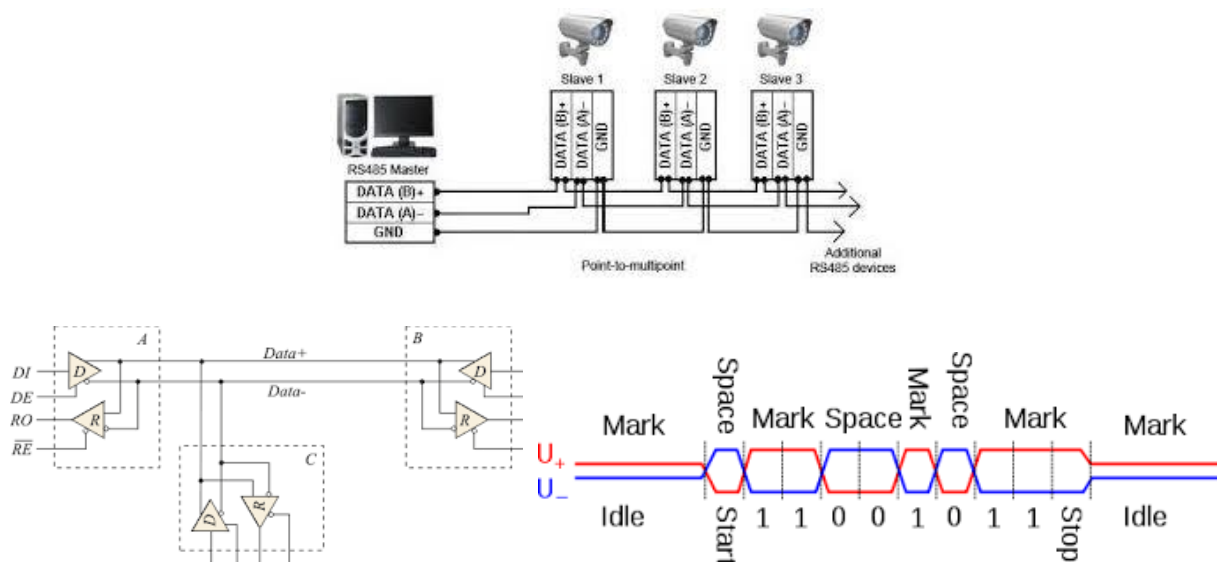 Slave 1
Slave 2
Slave 3
DATA (B)+
DATA (A)−
GND
DATA (B)+
DATA (A)−
GND
DATA (B)+
DATA (A)−
GND
RS485 Master
DATA (B)+
DATA (A)−
GND
Point-to-multipoint
Additional
RS485 devices
A
B
Data+
Data-
DI
DE
RO
RE
D
R
D
R
C
D
R
Mark
Space
Mark
Space
Mark
Space
Mark
Mark
U+
U−
Idle
Start
1 1 0 0 1 0 1 1
Stop
Idle